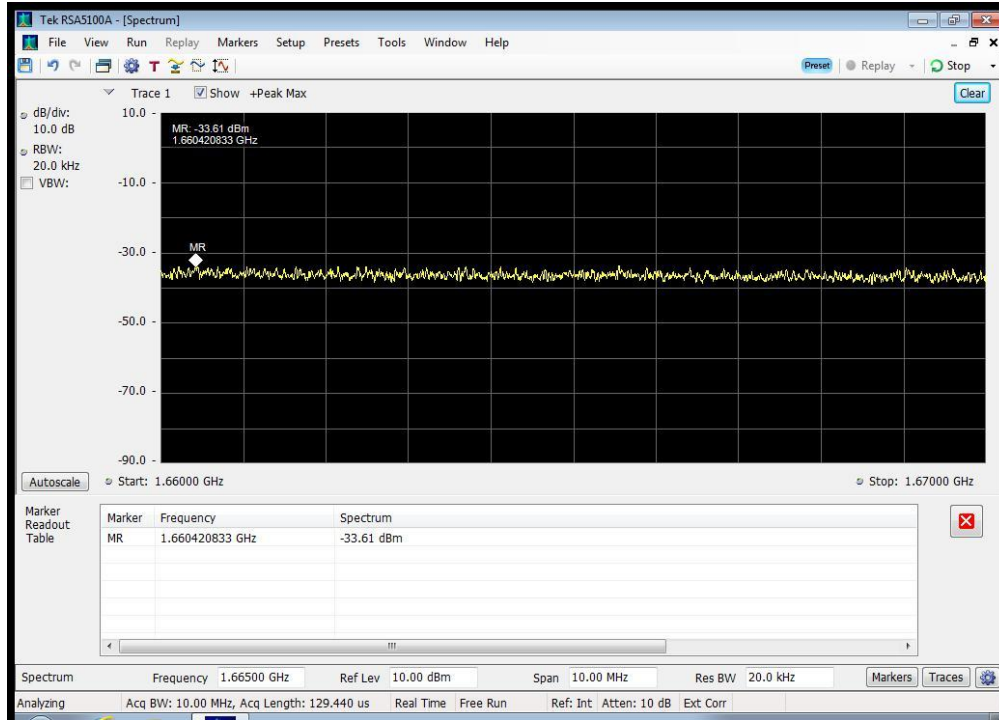 Tek RSA5100A - [Spectrum]
File View Run Replay Markers Setup Presets Tools Window Help
Preset Replay Stop
Trace 1 Show +Peak Max Clear
dB/div:
10.0 dB
RBW:
20.0 kHz
VBW:
10.0
-10.0
-30.0
-50.0
-70.0
-90.0
MR: -33.61 dBm
1.660420833 GHz
MR
Autoscale Start: 1.66000 GHz Stop: 1.67000 GHz
Marker
Readout
Table
Marker Frequency Spectrum
MR 1.660420833 GHz -33.61 dBm
Spectrum Frequency 1.66500 GHz Ref Lev 10.00 dBm Span 10.00 MHz Res BW 20.0 kHz Markers Traces
Analyzing Acq BW: 10.00 MHz, Acq Length: 129.440 us Real Time Free Run Ref: Int Atten: 10 dB Ext Corr